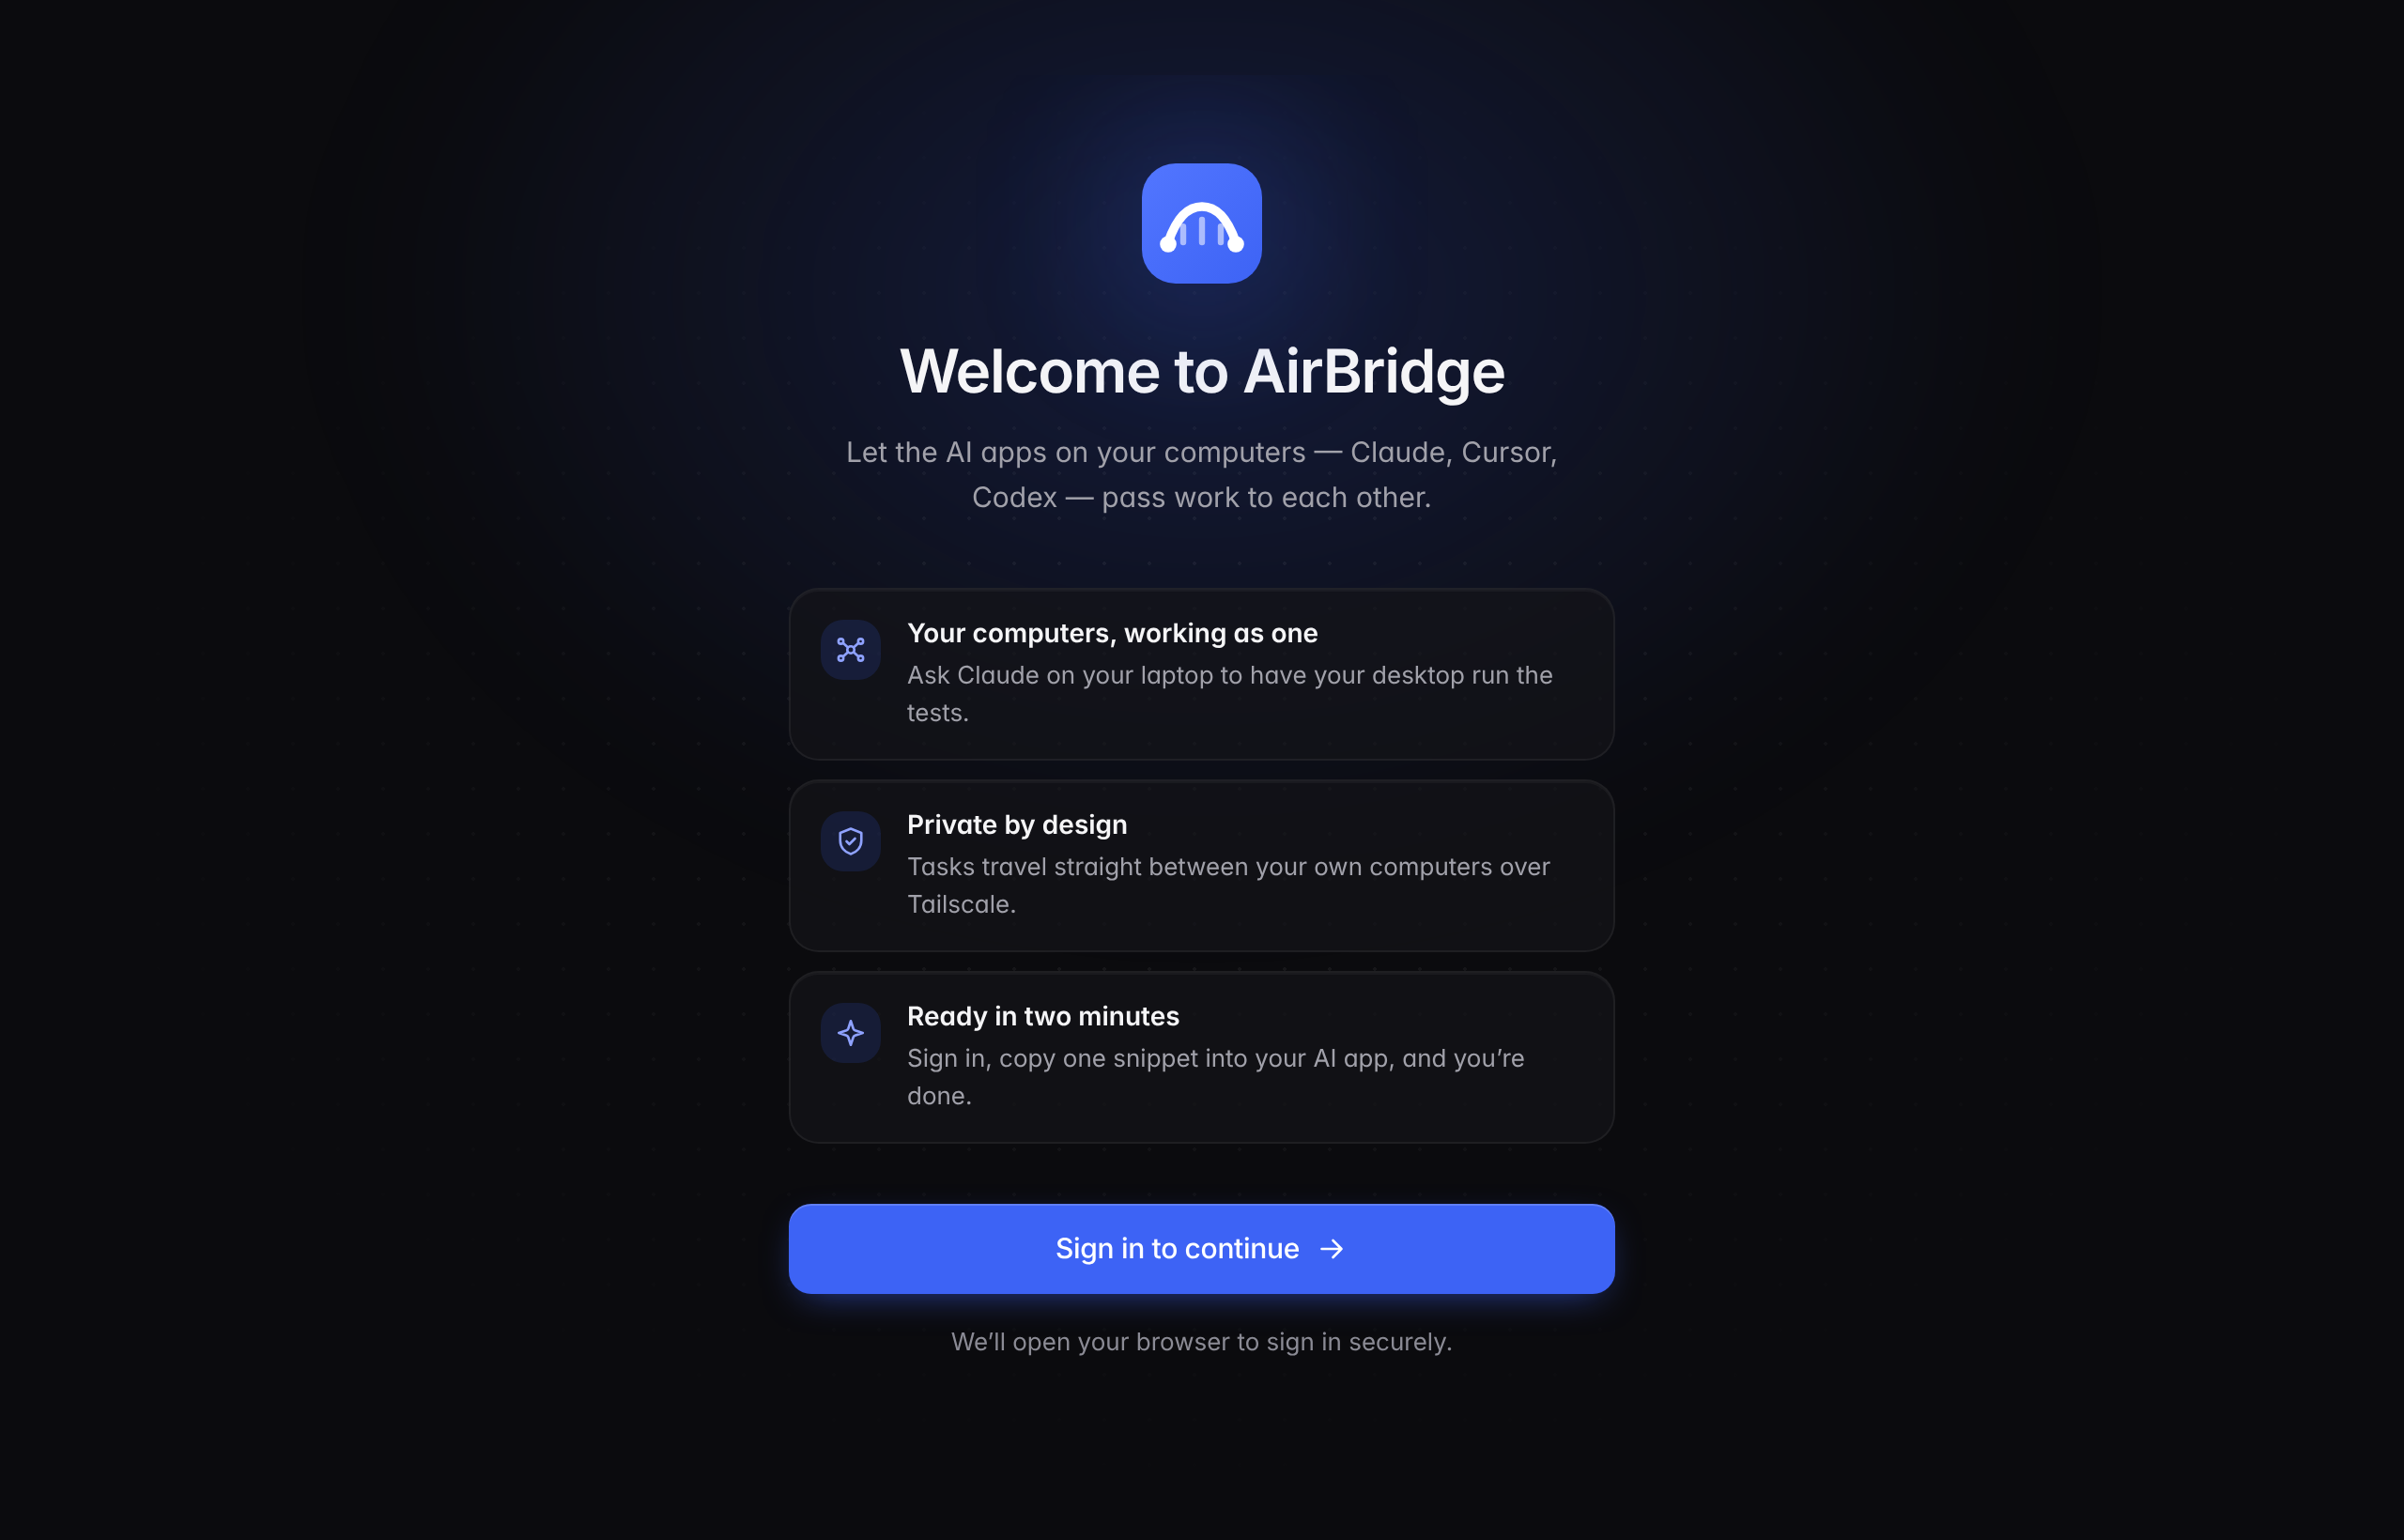 Welcome to AirBridge
Let the AI apps on your computers — Claude, Cursor,
Codex — pass work to each other.
Your computers, working as one
Ask Claude on your laptop to have your desktop run the
tests.
Private by design
Tasks travel straight between your own computers over
Tailscale.
Ready in two minutes
Sign in, copy one snippet into your AI app, and you’re
done.
Sign in to continue →
We’ll open your browser to sign in securely.